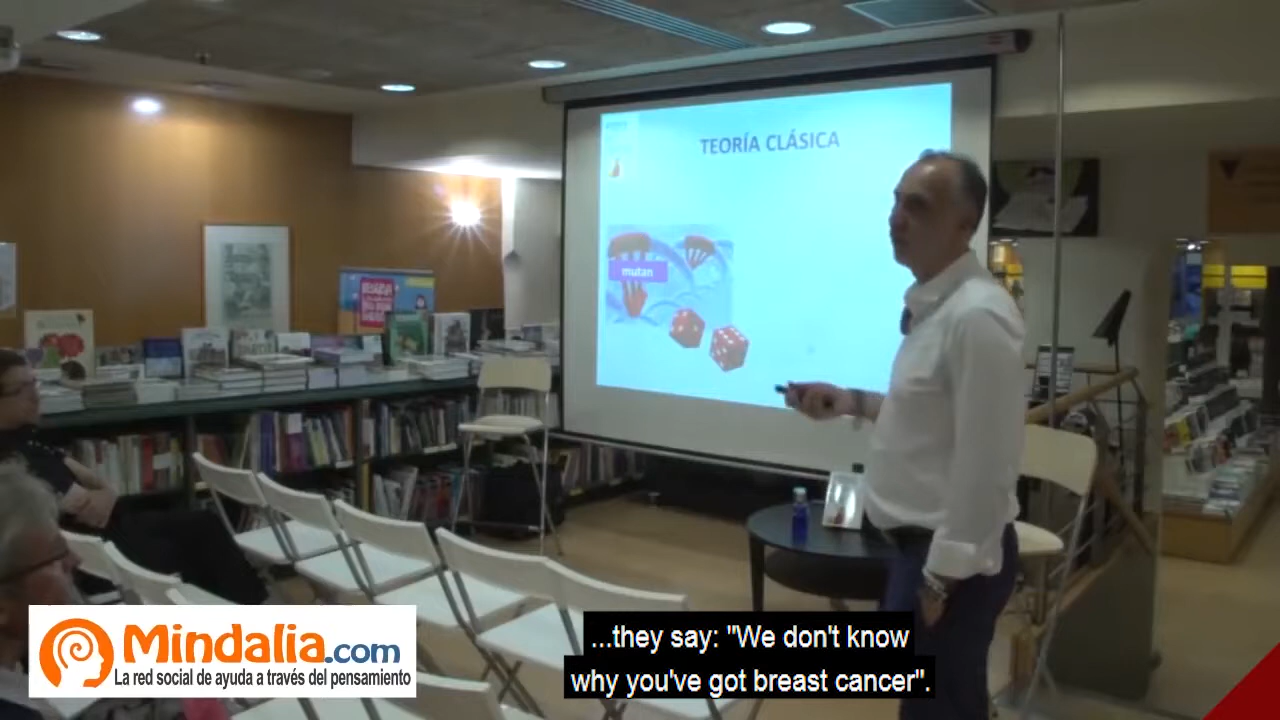 TEORÍA CLÁSICA
mutan
Mindalia.com
La red social de ayuda a través del pensamiento
...they say: "We don't know
why you've got breast cancer".